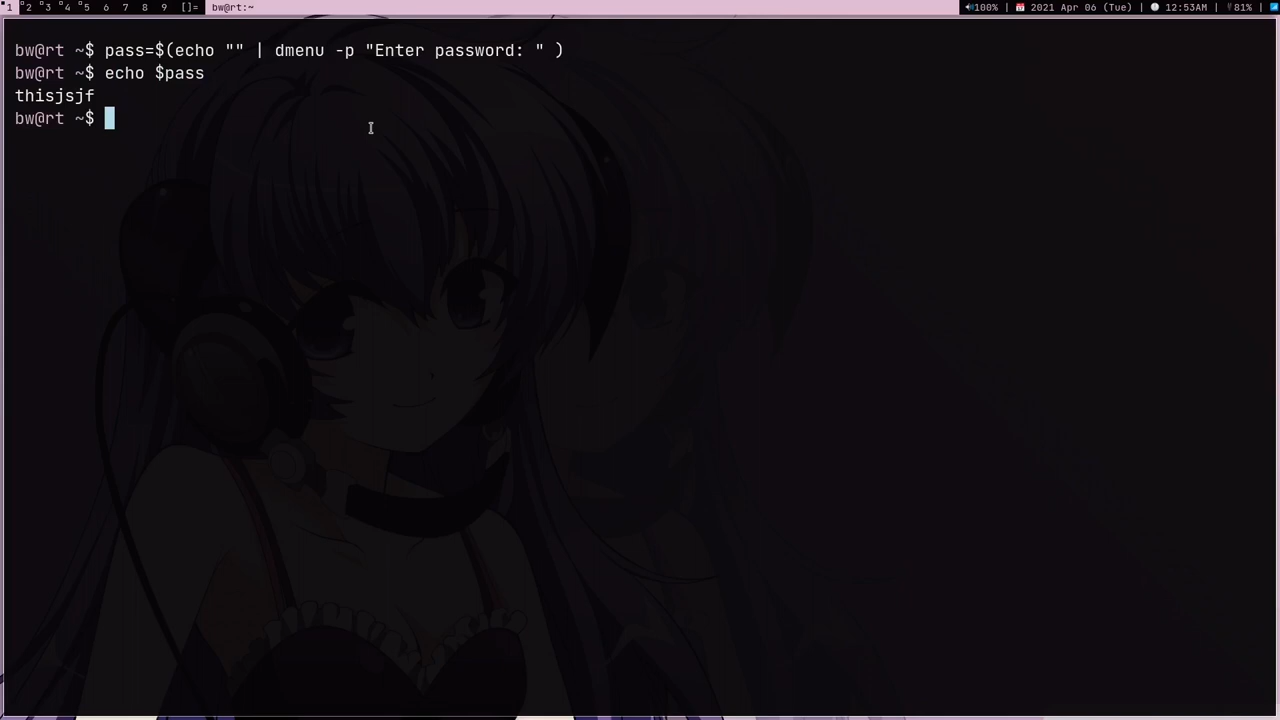 1 2 3 4 5 6 7 8 9 []= bw@rt:~ 100% | 2021 Apr 06 (Tue) | 12:53AM | 81% |
bw@rt ~$ pass=$(echo "" | dmenu -p "Enter password: " )
bw@rt ~$ echo $pass
thisjsjf
bw@rt ~$